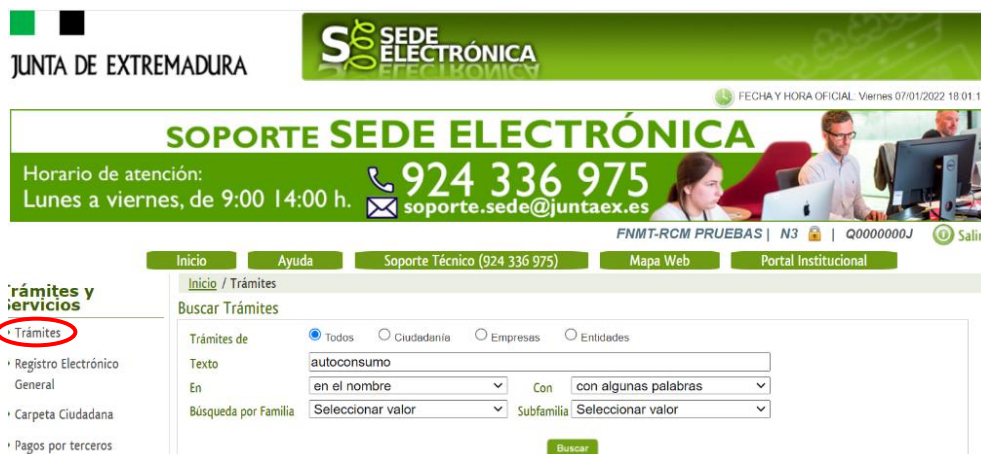 JUNTA DE EXTREMADURA
SEDE
ELECTRÓNICA
FECHA Y HORA OFICIAL: Viernes 07/01/2022 18:01:1
SOPORTE SEDE ELECTRÓNICA
Horario de atención:
Lunes a viernes, de 9:00 14:00 h.
924 336 975
soporte.sede@juntaex.es
FNMT-RCM PRUEBAS | N3 | Q0000000J Salir
Inicio Ayuda Soporte Técnico (924 336 975) Mapa Web Portal Institucional
Trámites y
Servicios
Trámites
Registro Electrónico
General
Carpeta Ciudadana
Pagos por terceros
Inicio / Trámites
Buscar Trámites
Trámites de Todos Ciudadanía Empresas Entidades
Texto autoconsumo
En en el nombre Con con algunas palabras
Búsqueda por Familia Seleccionar valor Subfamilia Seleccionar valor
Buscar